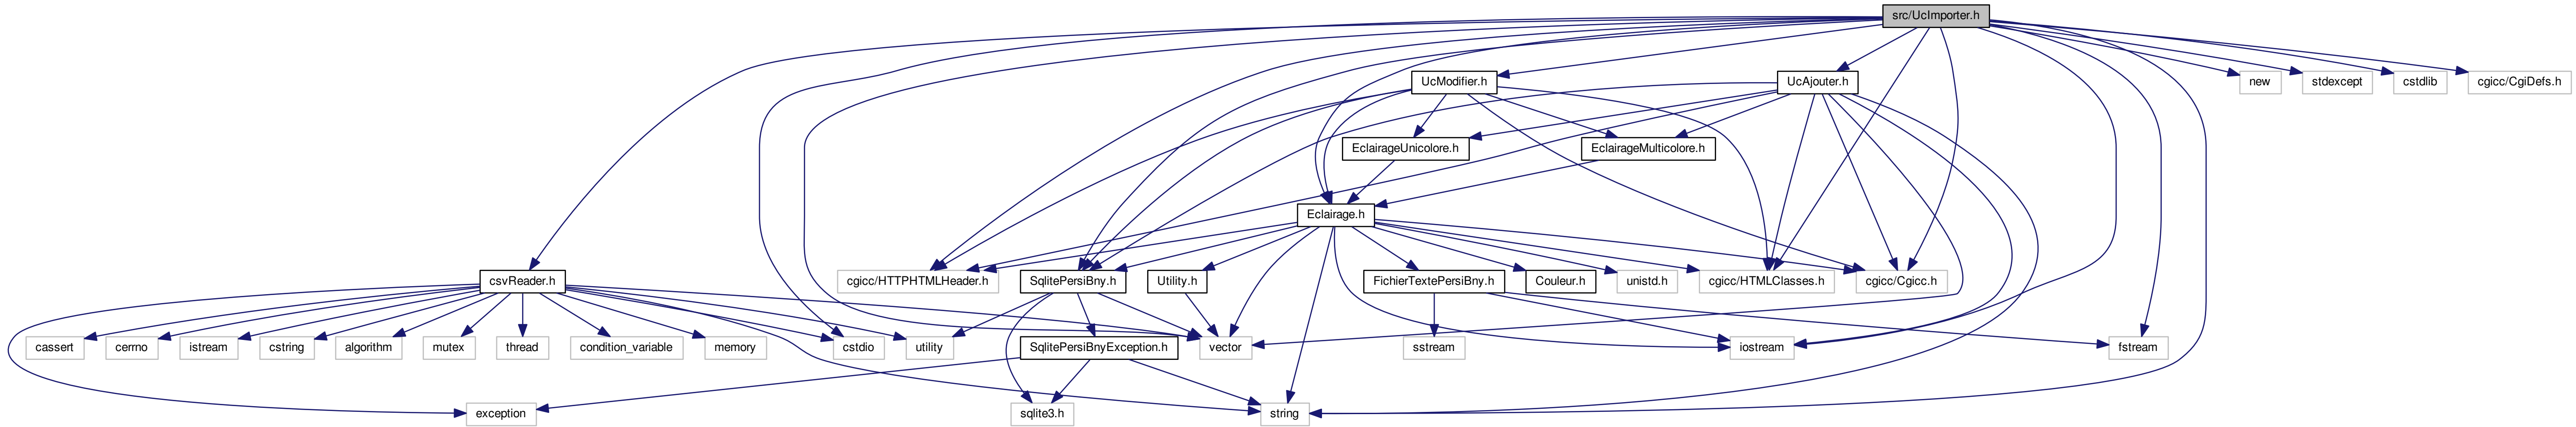 src/UcImporter.h
UcModifier.h
UcAjouter.h
new
stdexcept
cstdlib
cgicc/CgiDefs.h
EclairageUnicolore.h
EclairageMulticolore.h
Eclairage.h
csvReader.h
cgicc/HTTPHTMLHeader.h
SqlitePersiBny.h
Utility.h
FichierTextePersiBny.h
Couleur.h
unistd.h
cgicc/HTMLClasses.h
cgicc/Cgicc.h
cassert
cerrno
istream
cstring
algorithm
mutex
thread
condition_variable
memory
cstdio
utility
SqlitePersiBnyException.h
vector
sstream
iostream
fstream
exception
sqlite3.h
string